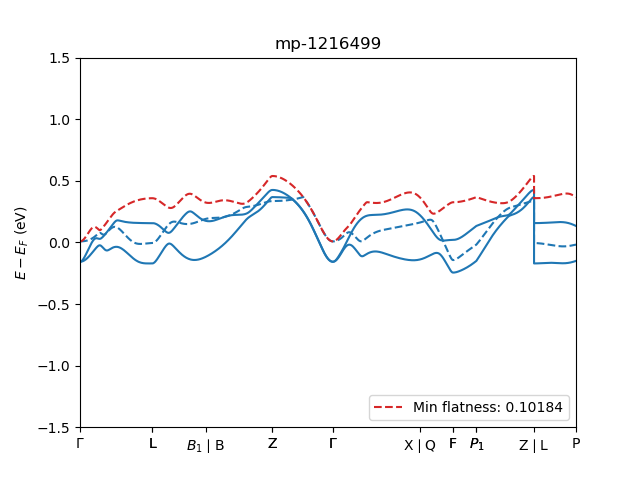 mp-1216499
E − E_F (eV)
1.5
1.0
0.5
0.0
−0.5
−1.0
−1.5
Min flatness: 0.10184
Γ L B₁ | B Z Γ X | Q F P₁ Z | L P